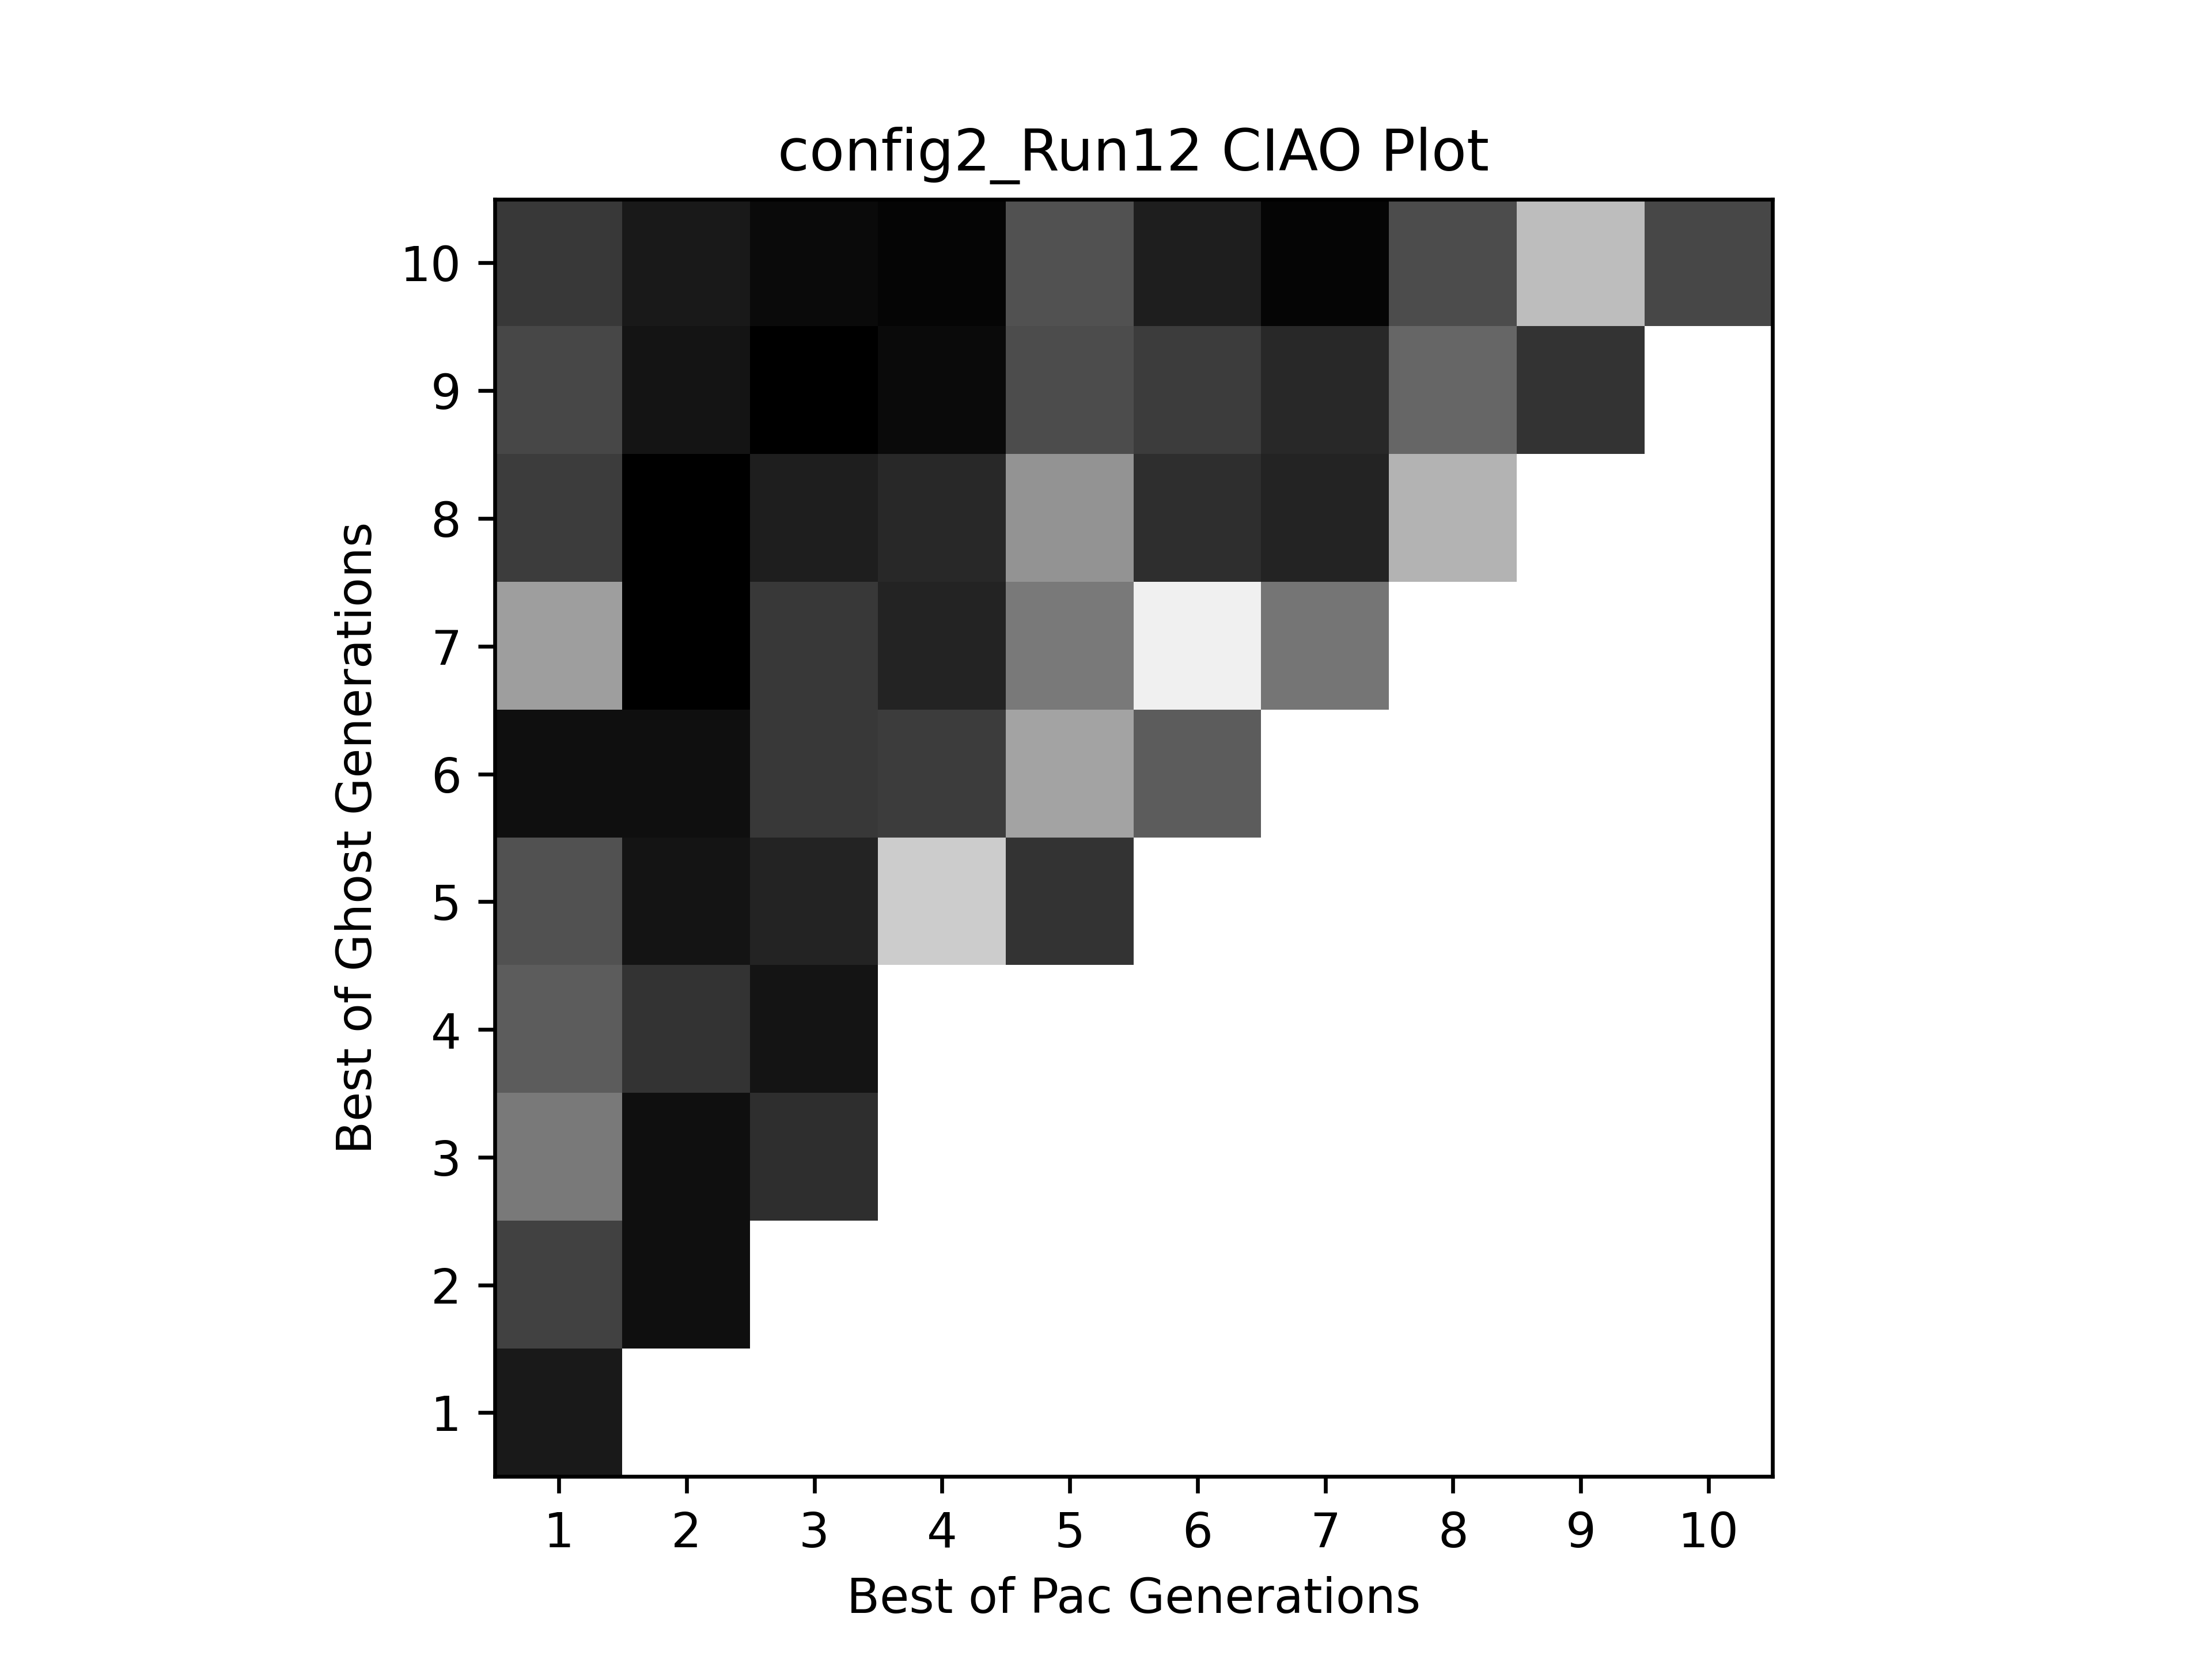 config2_Run12 CIAO Plot
Best of Ghost Generations
10
9
8
7
6
5
4
3
2
1
1 2 3 4 5 6 7 8 9 10
Best of Pac Generations